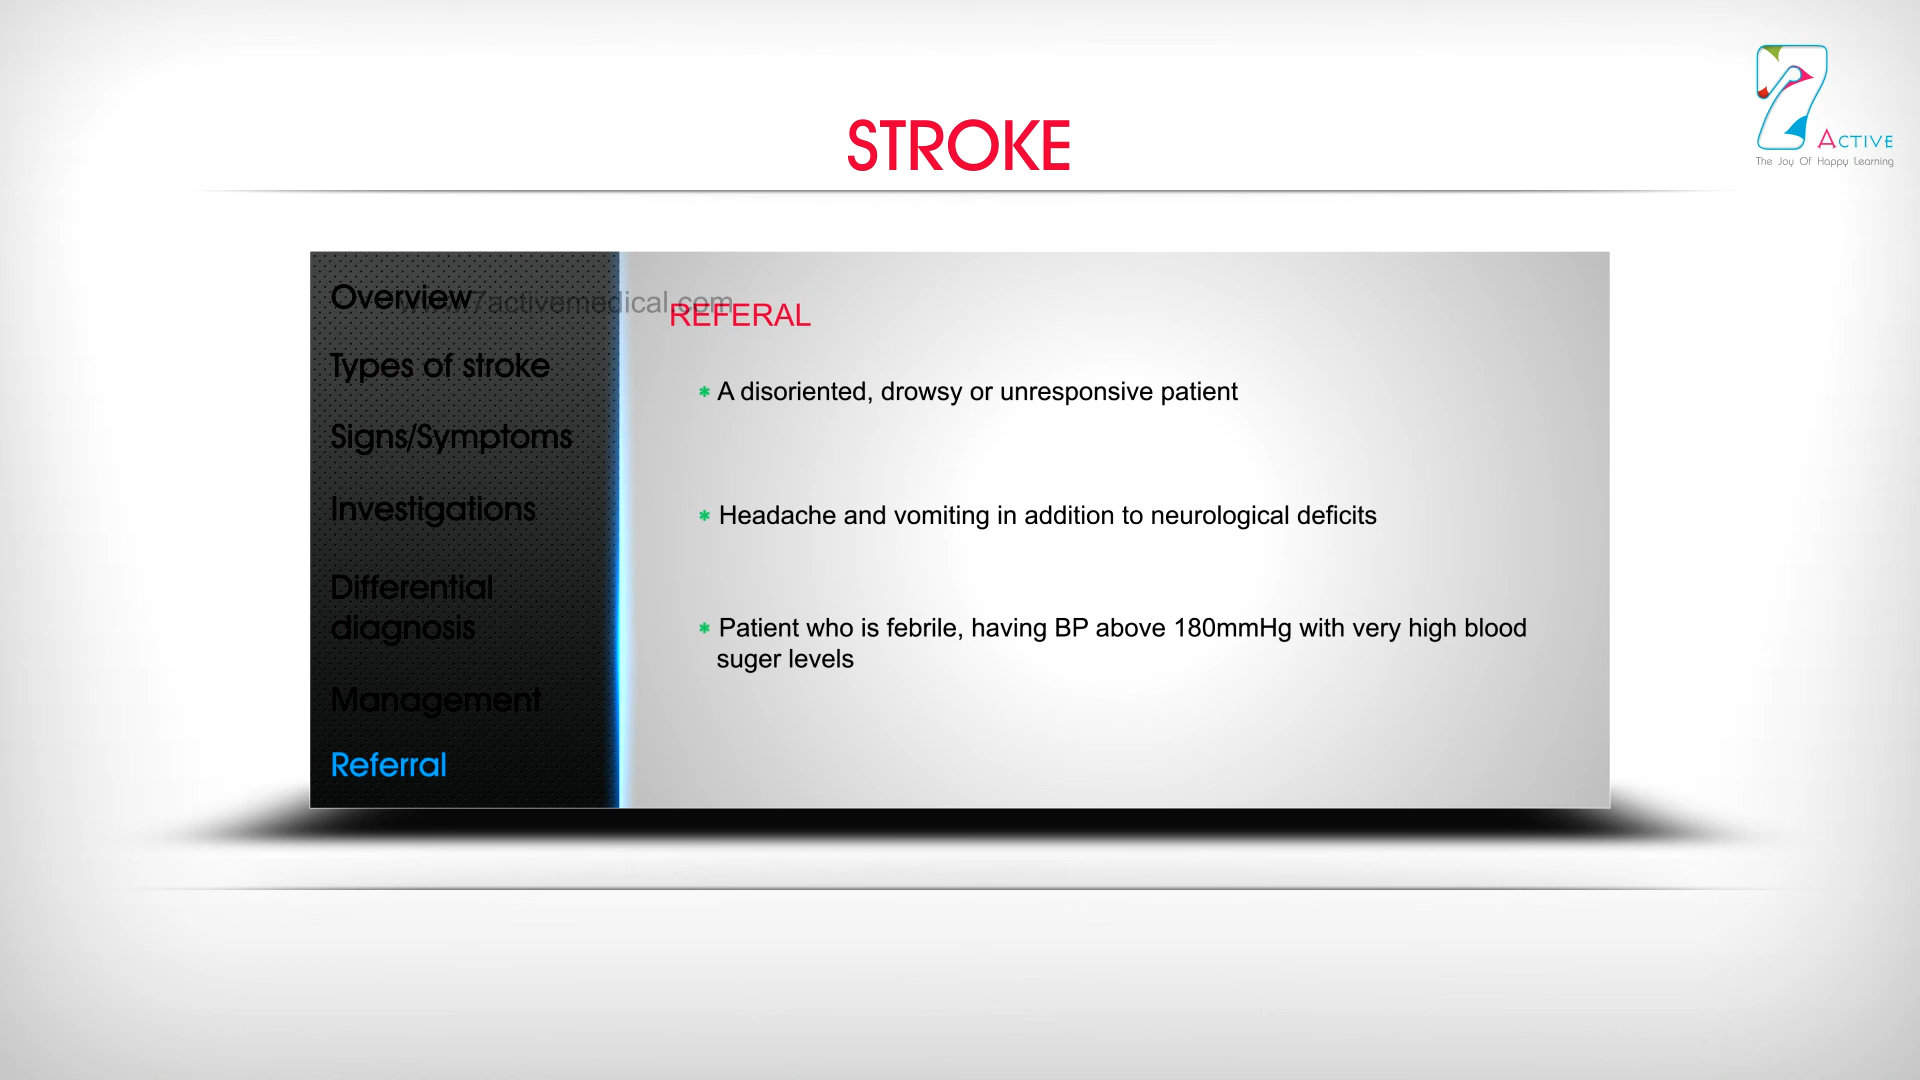 7
ACTIVE
The Joy Of Happy Learning
STROKE
Overview
Types of stroke
Signs/Symptoms
Investigations
Differential
diagnosis
Management
Referral
www.7activemedical.com
REFERAL
* A disoriented, drowsy or unresponsive patient
* Headache and vomiting in addition to neurological deficits
* Patient who is febrile, having BP above 180mmHg with very high blood
suger levels